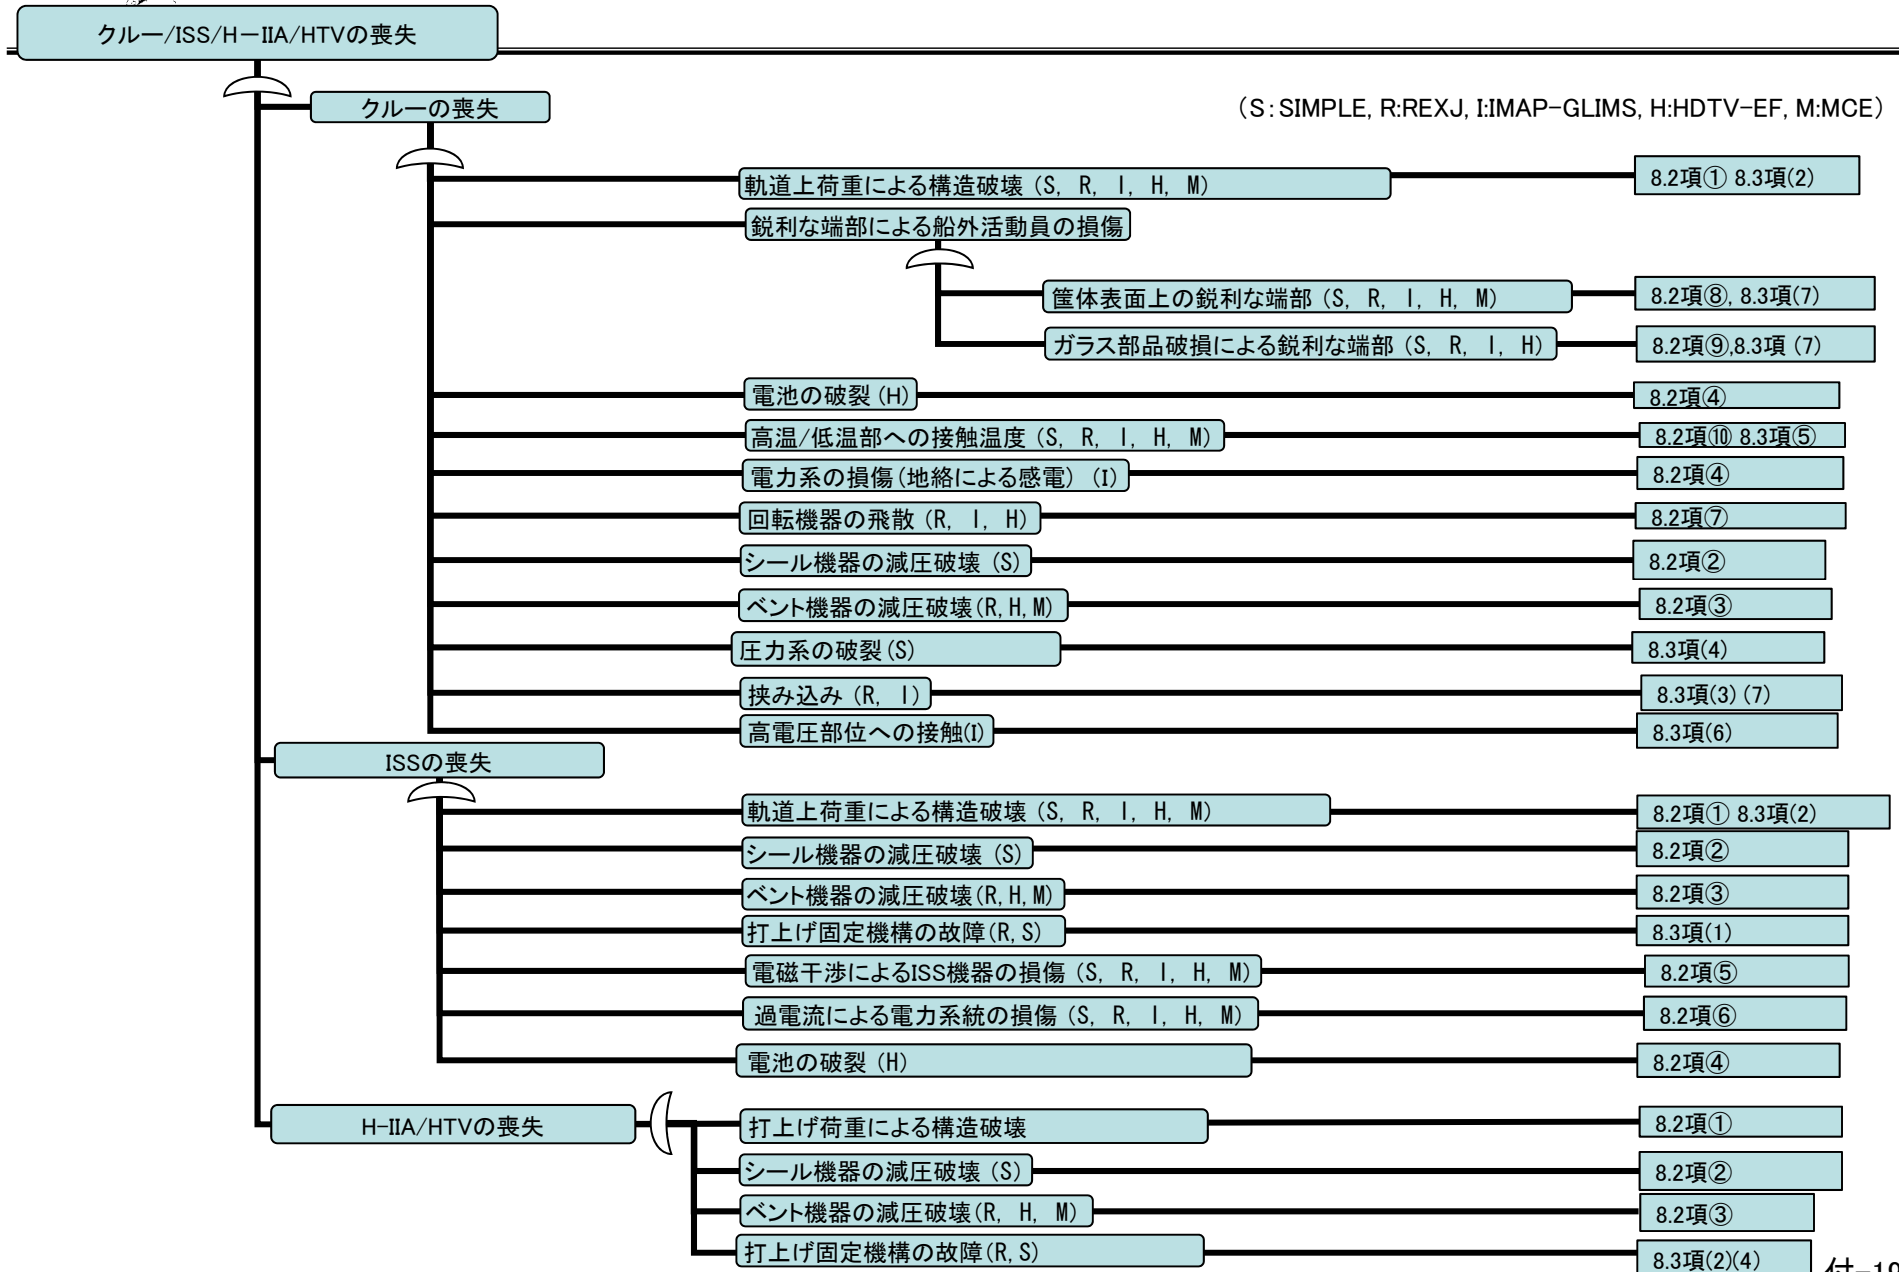 クルー/ISS/H－IIA/HTVの喪失
クルーの喪失
（S：SIMPLE, R:REXJ, I:IMAP-GLIMS, H:HDTV-EF, M:MCE）
軌道上荷重による構造破壊 (S, R, I, H, M) 8.2項① 8.3項(2)
鋭利な端部による船外活動員の損傷
筐体表面上の鋭利な端部 (S, R, I, H, M) 8.2項⑧, 8.3項(7)
ガラス部品破損による鋭利な端部 (S, R, I, H) 8.2項⑨,8.3項 (7)
電池の破裂 (H) 8.2項④
高温/低温部への接触温度 (S, R, I, H, M) 8.2項⑩ 8.3項⑤
電力系の損傷(地絡による感電) (I) 8.2項④
回転機器の飛散 (R, I, H) 8.2項⑦
シール機器の減圧破壊 (S) 8.2項②
ベント機器の減圧破壊(R,H,M) 8.2項③
圧力系の破裂(S) 8.3項(4)
挟み込み (R, I) 8.3項(3) (7)
高電圧部位への接触(I) 8.3項(6)
ISSの喪失
軌道上荷重による構造破壊 (S, R, I, H, M) 8.2項① 8.3項(2)
シール機器の減圧破壊 (S) 8.2項②
ベント機器の減圧破壊(R,H,M) 8.2項③
打上げ固定機構の故障(R,S) 8.3項(1)
電磁干渉によるISS機器の損傷 (S, R, I, H, M) 8.2項⑤
過電流による電力系統の損傷 (S, R, I, H, M) 8.2項⑥
電池の破裂 (H) 8.2項④
H-IIA/HTVの喪失
打上げ荷重による構造破壊 8.2項①
シール機器の減圧破壊 (S) 8.2項②
ベント機器の減圧破壊(R, H, M) 8.2項③
打上げ固定機構の故障(R,S) 8.3項(2)(4)